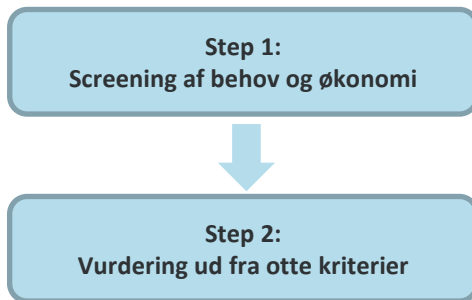 Step 1:
Screening af behov og økonomi
Step 2:
Vurdering ud fra otte kriterier